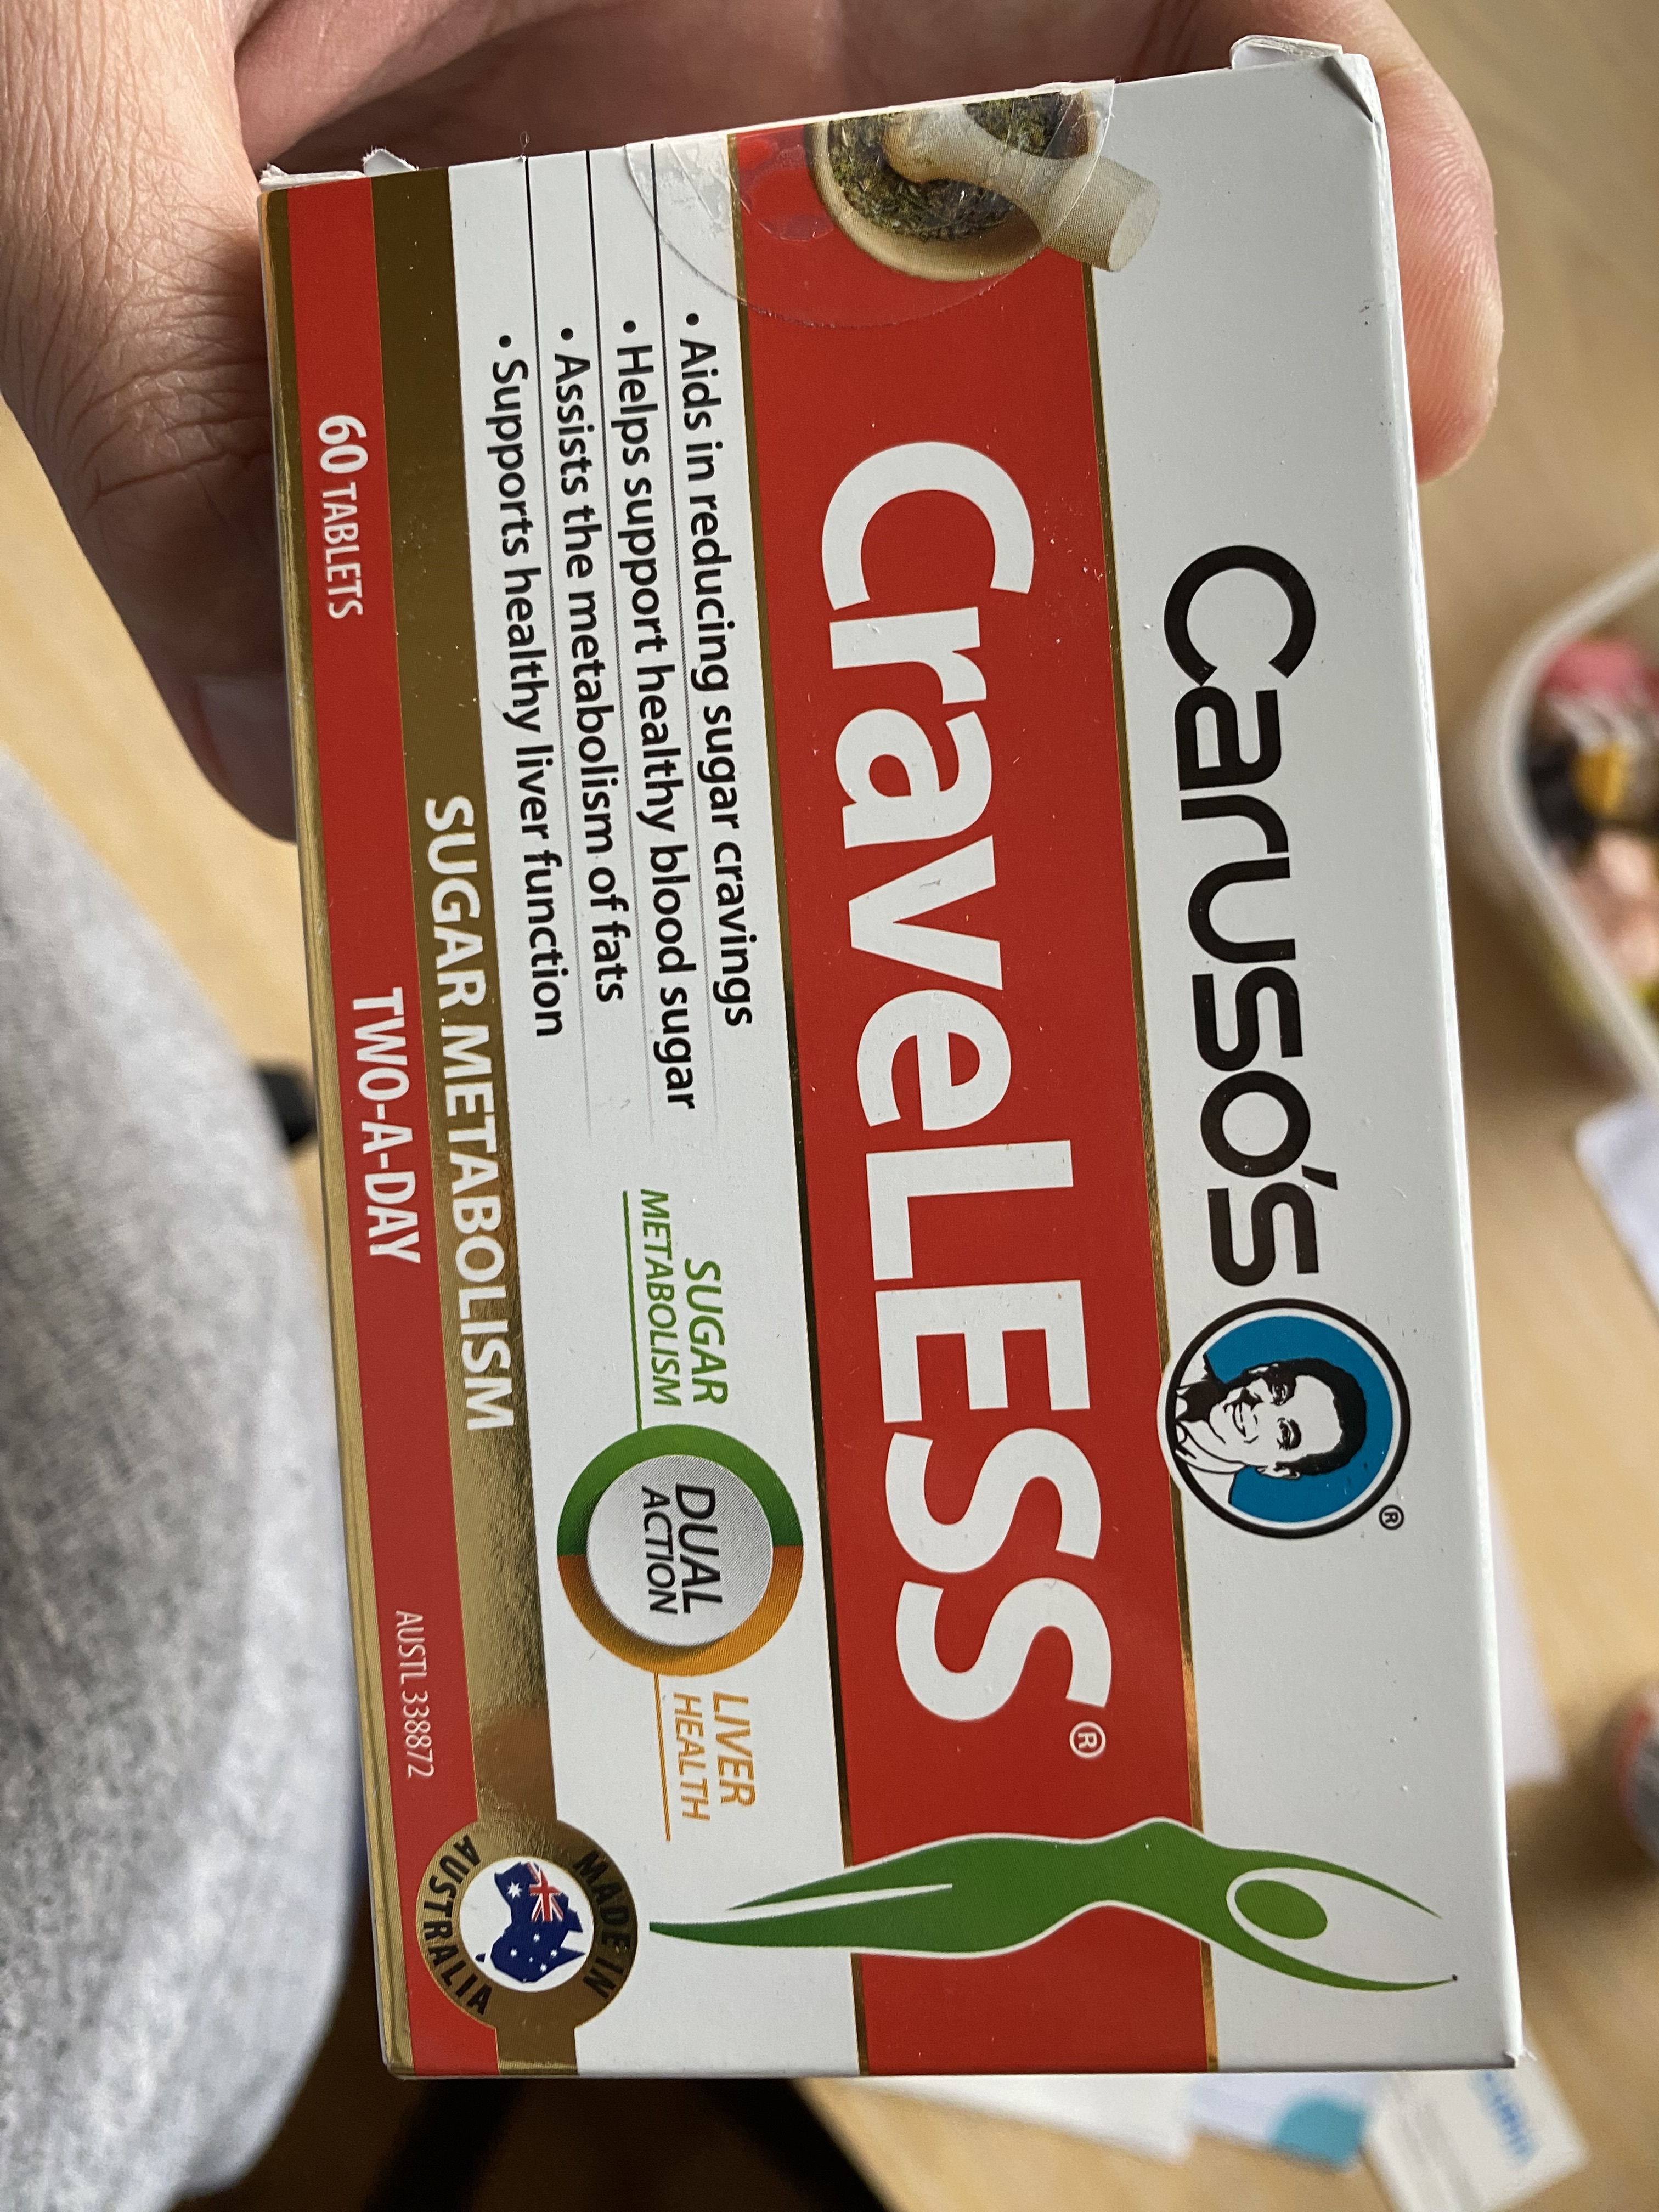 Caruso's®
CraveLESS®
• Aids in reducing sugar cravings
• Helps support healthy blood sugar
• Assists the metabolism of fats
• Supports healthy liver function
SUGAR
METABOLISM
DUAL
ACTION
LIVER
HEALTH
SUGAR METABOLISM
60 TABLETS
TWO-A-DAY
AUSTL 338872
MADE IN
AUSTRALIA